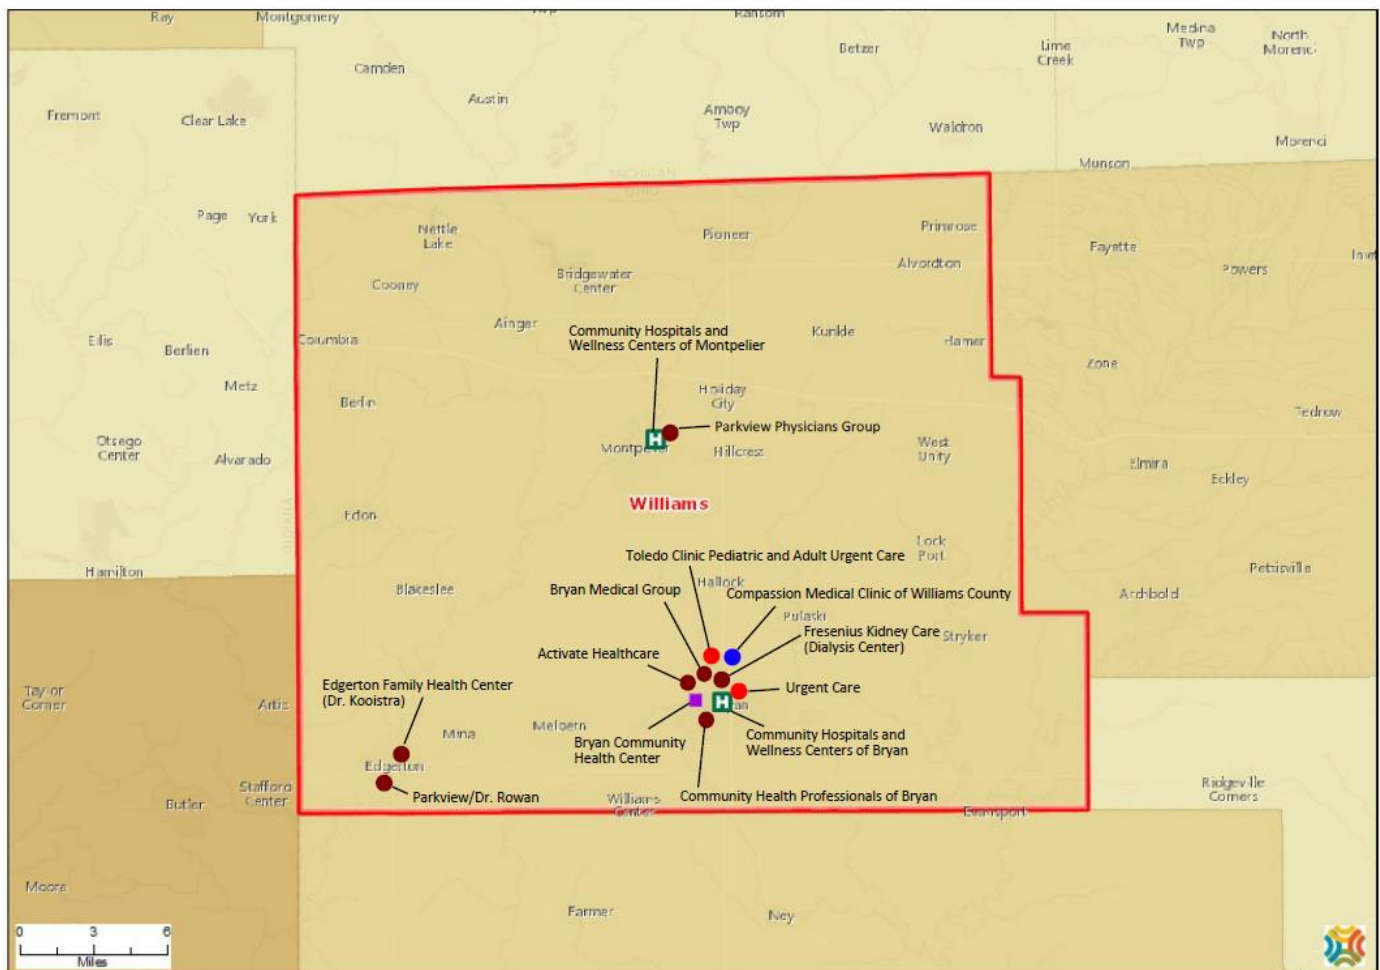 Ray
Montgomery
Ransom
Betzer
Lime
Creek
Medina
Twp
North
Morenci
Camden
Austin
Amboy
Twp
Waldron
Fremont
Clear Lake
Morenci
Munson
MICHIGAN
OHIO
Page
York
Nettle
Lake
Pioneer
Primrose
Fayette
Powers
Alvordton
Cooney
Bridgewater
Center
Ainger
Kunkle
Hamer
Columbia
Ellis
Berlien
Metz
Community Hospitals and
Wellness Centers of Montpelier
Zone
Berlin
Holiday
City
Tedrow
Parkview Physicians Group
H
Montpelier
Hillcrest
West
Unity
Otsego
Center
Alvarado
Elmira
Eckley
Williams
Edon
INDIANA
Lock
Port
Toledo Clinic Pediatric and Adult Urgent Care
Hamilton
Pettisville
Blakeslee
Bryan Medical Group
Hallock
Compassion Medical Clinic of Williams County
Archbold
Pulaski
Fresenius Kidney Care
(Dialysis Center)
Stryker
Activate Healthcare
Edgerton Family Health Center
(Dr. Kooistra)
Urgent Care
H
Taylor
Corner
Artic
Melbern
Mina
Bryan Community
Health Center
Community Hospitals and
Wellness Centers of Bryan
Edgerton
Parkview/Dr. Rowan
Community Health Professionals of Bryan
Williams
Center
Evansport
Stafford
Center
Butler
Ridgeville
Corners
Moore
Farmer
Ney
0 3 6
Miles